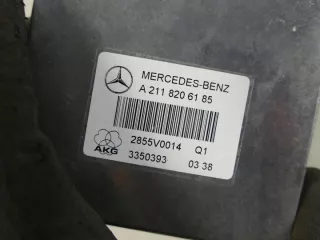 MERCEDES-BENZ
A 211 820 61 85
2855V0014 Q1
AKG
3350393 03 38